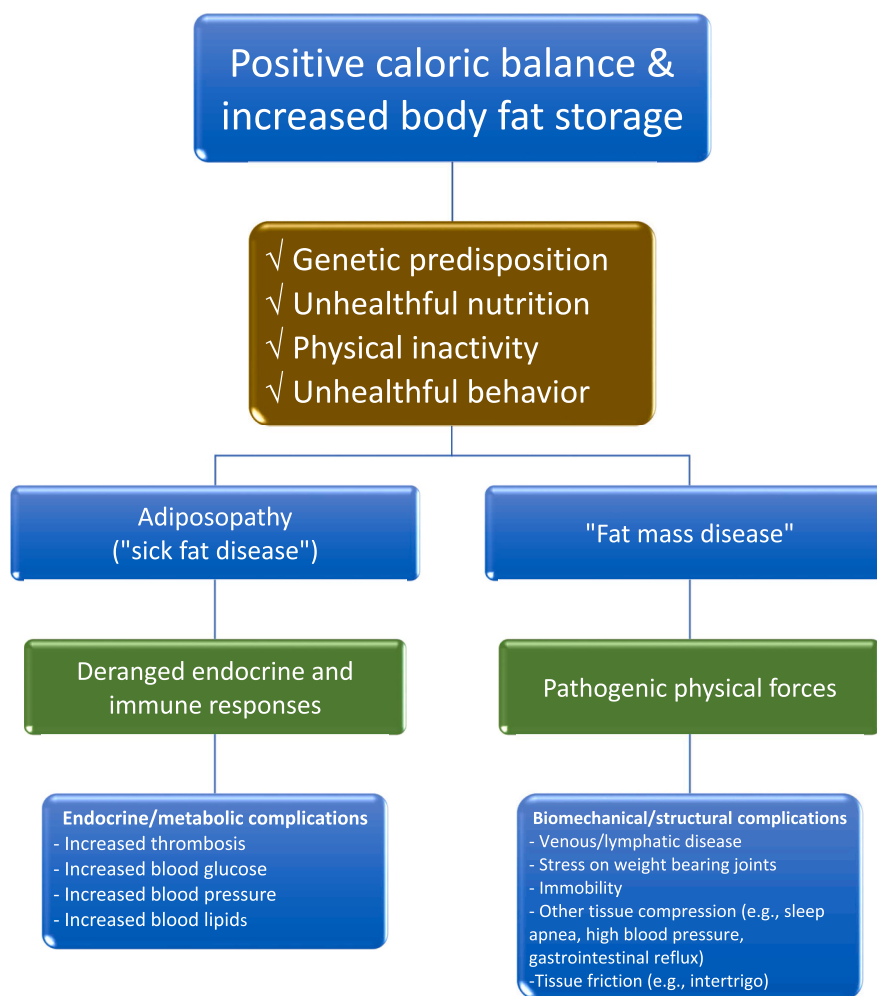 Positive caloric balance &
increased body fat storage
√ Genetic predisposition
√ Unhealthful nutrition
√ Physical inactivity
√ Unhealthful behavior
Adiposopathy
("sick fat disease")
"Fat mass disease"
Deranged endocrine and
immune responses
Pathogenic physical forces
Endocrine/metabolic complications
- Increased thrombosis
- Increased blood glucose
- Increased blood pressure
- Increased blood lipids
Biomechanical/structural complications
- Venous/lymphatic disease
- Stress on weight bearing joints
- Immobility
- Other tissue compression (e.g., sleep
apnea, high blood pressure,
gastrointestinal reflux)
-Tissue friction (e.g., intertrigo)